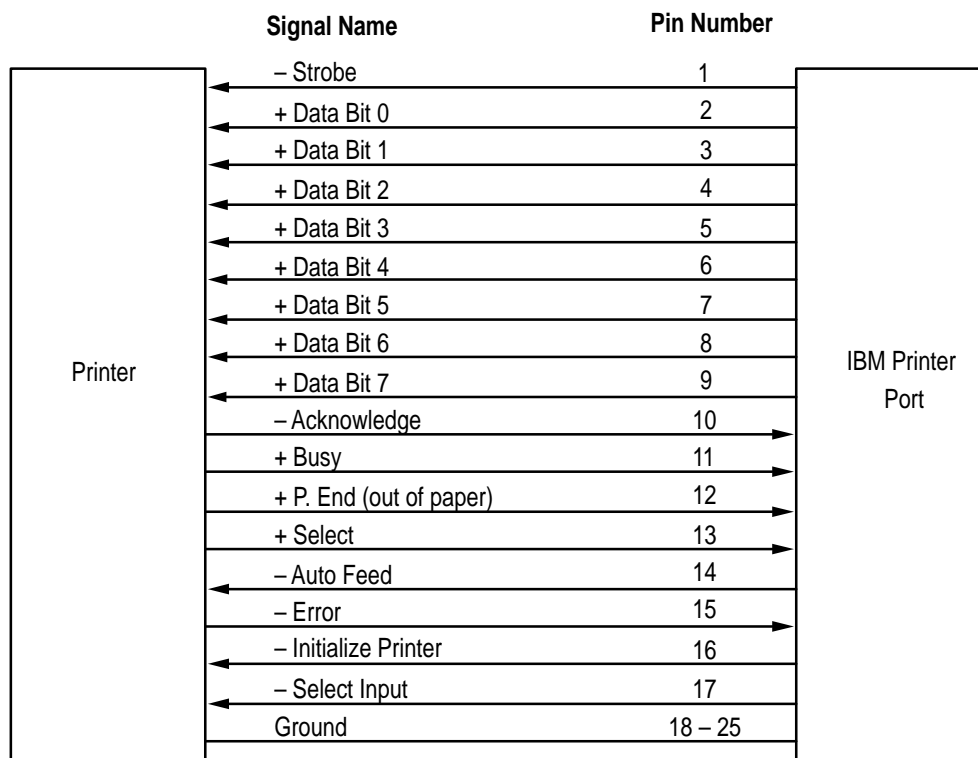 Signal Name Pin Number
– Strobe 1
+ Data Bit 0 2
+ Data Bit 1 3
+ Data Bit 2 4
+ Data Bit 3 5
+ Data Bit 4 6
+ Data Bit 5 7
+ Data Bit 6 8
Printer
IBM Printer
Port
+ Data Bit 7 9
– Acknowledge 10
+ Busy 11
+ P. End (out of paper) 12
+ Select 13
– Auto Feed 14
– Error 15
– Initialize Printer 16
– Select Input 17
Ground 18 – 25